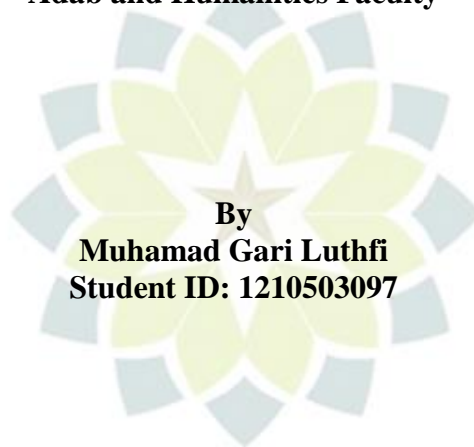 Adab and Humanities Faculty
By
Muhamad Gari Luthfi
Student ID: 1210503097